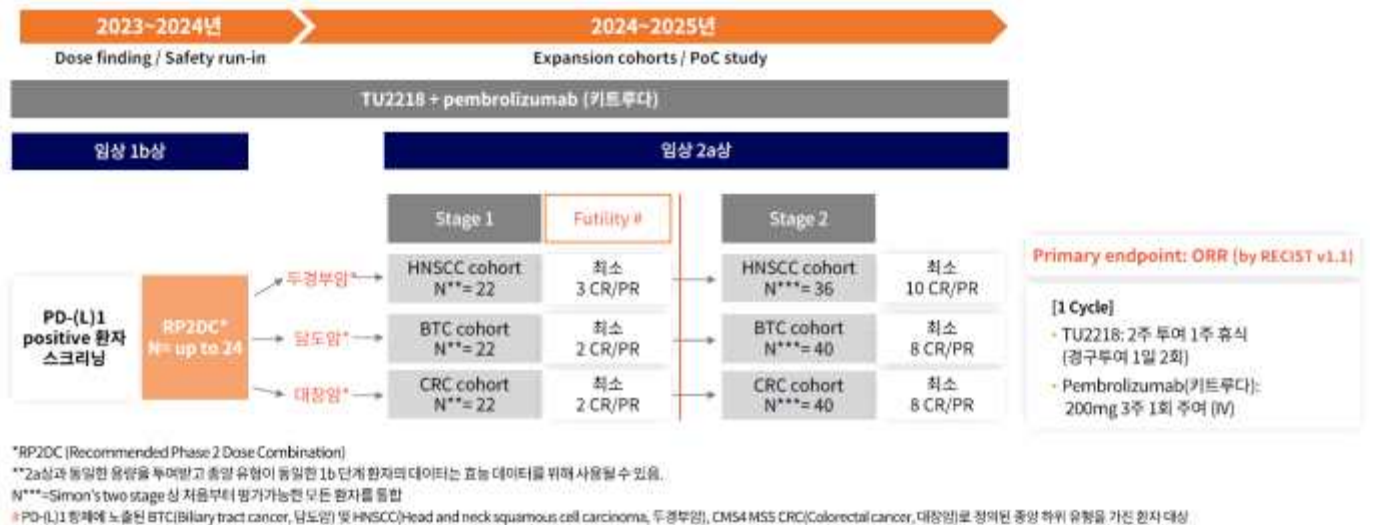 2023~2024년
2024~2025년
Dose finding / Safety run-in
Expansion cohorts / PoC study
TU2218 + pembrolizumab (키트루다)
임상 1b상
임상 2a상
Stage 1
Futility #
Stage 2
PD-(L)1
positive 환자
스크리닝
RP2DC*
N= up to 24
두경부암*
담도암*
대장암*
HNSCC cohort
N**= 22
최소
3 CR/PR
HNSCC cohort
N***= 36
최소
10 CR/PR
BTC cohort
N**= 22
최소
2 CR/PR
BTC cohort
N***= 40
최소
8 CR/PR
CRC cohort
N**= 22
최소
2 CR/PR
CRC cohort
N***= 40
최소
8 CR/PR
Primary endpoint: ORR (by RECIST v1.1)
[1 Cycle]
· TU2218: 2주 투여 1주 휴식
(경구투여 1일 2회)
· Pembrolizumab(키트루다):
200mg 3주 1회 주여 (IV)
*RP2DC (Recommended Phase 2 Dose Combination)
**2a상과 동일한 용량을 투여받고 종양 유형이 동일한 1b 단계 환자의 데이터는 효능 데이터를 위해 사용될 수 있음.
N***=Simon's two stage 상 처음부터 평가가능한 모든 환자를 통합
# PD-(L)1 항체에 노출된 BTC(Biliary tract cancer, 담도암) 및 HNSCC(Head and neck squamous cell carcinoma, 두경부암), CMS4 MSS CRC(Colorectal cancer, 대장암)로 정의된 종양 하위 유형을 가진 환자 대상